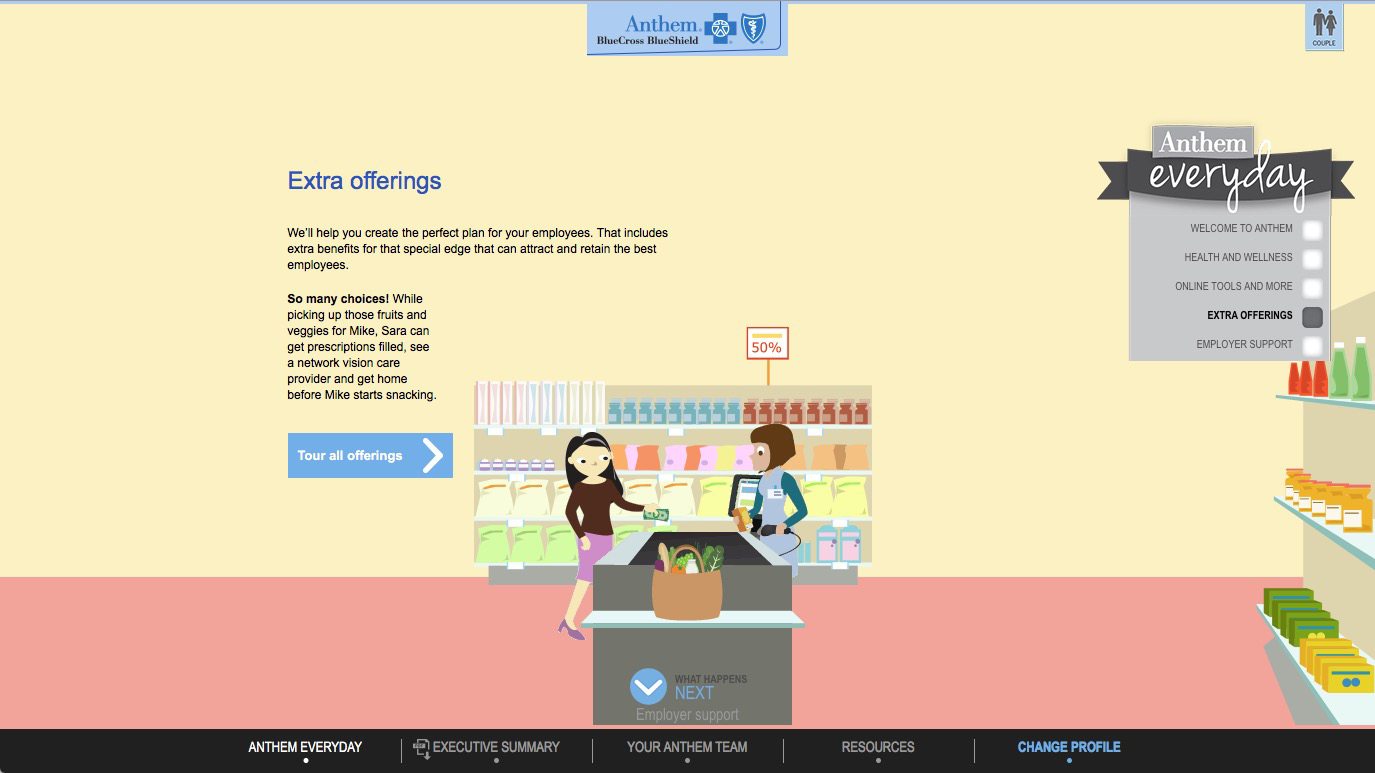 Anthem
BlueCross BlueShield
COUPLE
Anthem
everyday
WELCOME TO ANTHEM
HEALTH AND WELLNESS
ONLINE TOOLS AND MORE
EXTRA OFFERINGS
EMPLOYER SUPPORT
Extra offerings
We’ll help you create the perfect plan for your employees. That includes
extra benefits for that special edge that can attract and retain the best
employees.
So many choices! While
picking up those fruits and
veggies for Mike, Sara can
get prescriptions filled, see
a network vision care
provider and get home
before Mike starts snacking.
Tour all offerings
50%
WHAT HAPPENS
NEXT
Employer support
ANTHEM EVERYDAY
EXECUTIVE SUMMARY
YOUR ANTHEM TEAM
RESOURCES
CHANGE PROFILE